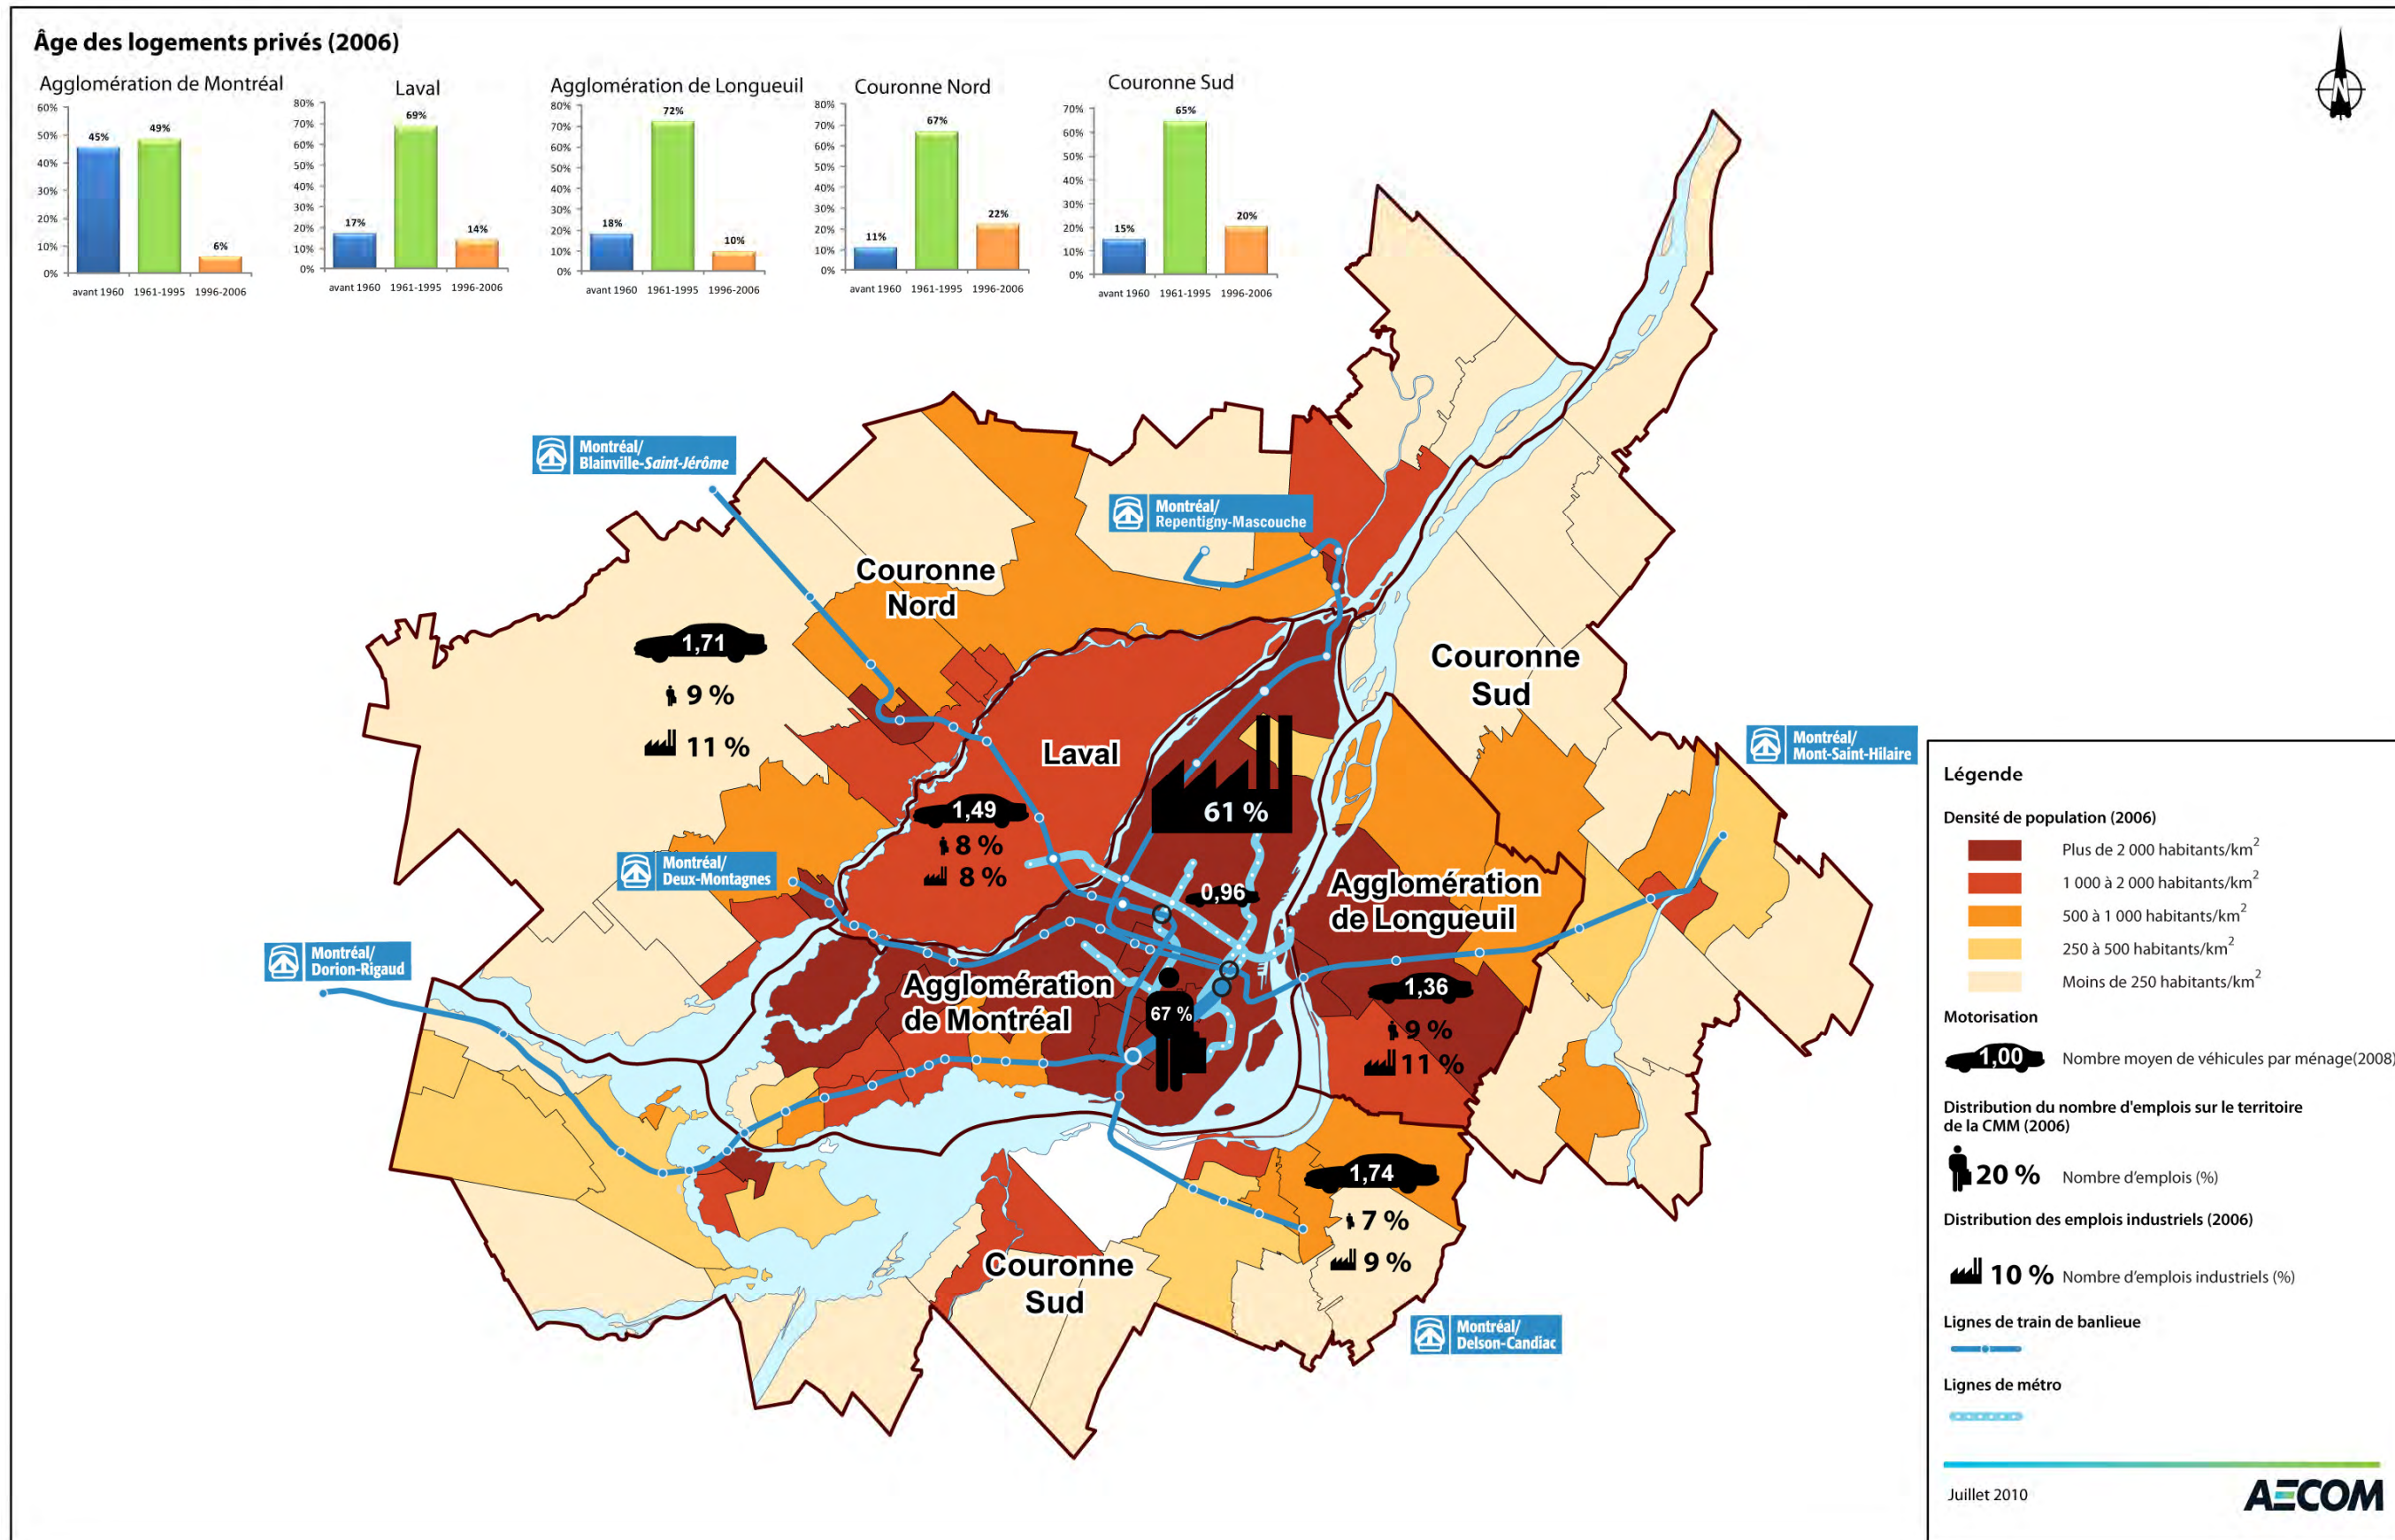 Âge des logements privés (2006)
Agglomération de Montréal
60%
50%
40%
30%
20%
10%
0%
45%
49%
6%
avant 1960 1961-1995 1996-2006
Laval
80%
70%
60%
50%
40%
30%
20%
10%
0%
17%
69%
14%
avant 1960 1961-1995 1996-2006
Agglomération de Longueuil
80%
70%
60%
50%
40%
30%
20%
10%
0%
18%
72%
10%
avant 1960 1961-1995 1996-2006
Couronne Nord
80%
70%
60%
50%
40%
30%
20%
10%
0%
11%
67%
22%
avant 1960 1961-1995 1996-2006
Couronne Sud
70%
60%
50%
40%
30%
20%
10%
0%
15%
65%
20%
avant 1960 1961-1995 1996-2006
N
Montréal/
Blainville-Saint-Jérôme
Montréal/
Repentigny-Mascouche
Couronne
Nord
1,71
9 %
11 %
Couronne
Sud
Laval
Montréal/
Mont-Saint-Hilaire
61 %
1,49
8 %
8 %
Montréal/
Deux-Montagnes
0,96
Agglomération
de Longueuil
Montréal/
Dorion-Rigaud
Agglomération
de Montréal
67 %
1,36
9 %
11 %
1,74
7 %
9 %
Couronne
Sud
Montréal/
Delson-Candiac
Légende
Densité de population (2006)
Plus de 2 000 habitants/km²
1 000 à 2 000 habitants/km²
500 à 1 000 habitants/km²
250 à 500 habitants/km²
Moins de 250 habitants/km²
Motorisation
1,00 Nombre moyen de véhicules par ménage(2008)
Distribution du nombre d'emplois sur le territoire
de la CMM (2006)
20 % Nombre d'emplois (%)
Distribution des emplois industriels (2006)
10 % Nombre d'emplois industriels (%)
Lignes de train de banlieue
Lignes de métro
Juillet 2010
AECOM